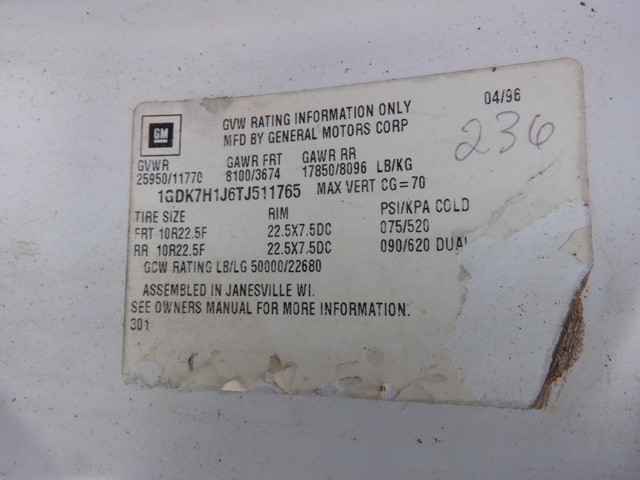 GVW RATING INFORMATION ONLY 04/96
GM MFD BY GENERAL MOTORS CORP 236
GVWR GAWR FRT GAWR RR
25950/11770 8100/3674 17850/8096 LB/KG
1GDK7H1J6TJ511765 MAX VERT CG=70
TIRE SIZE RIM PSI/KPA COLD
FRT 10R22.5F 22.5X7.5DC 075/520
RR 10R22.5F 22.5X7.5DC 090/620 DUAL
GCW RATING LB/LG 50000/22680
ASSEMBLED IN JANESVILLE WI.
SEE OWNERS MANUAL FOR MORE INFORMATION.
301